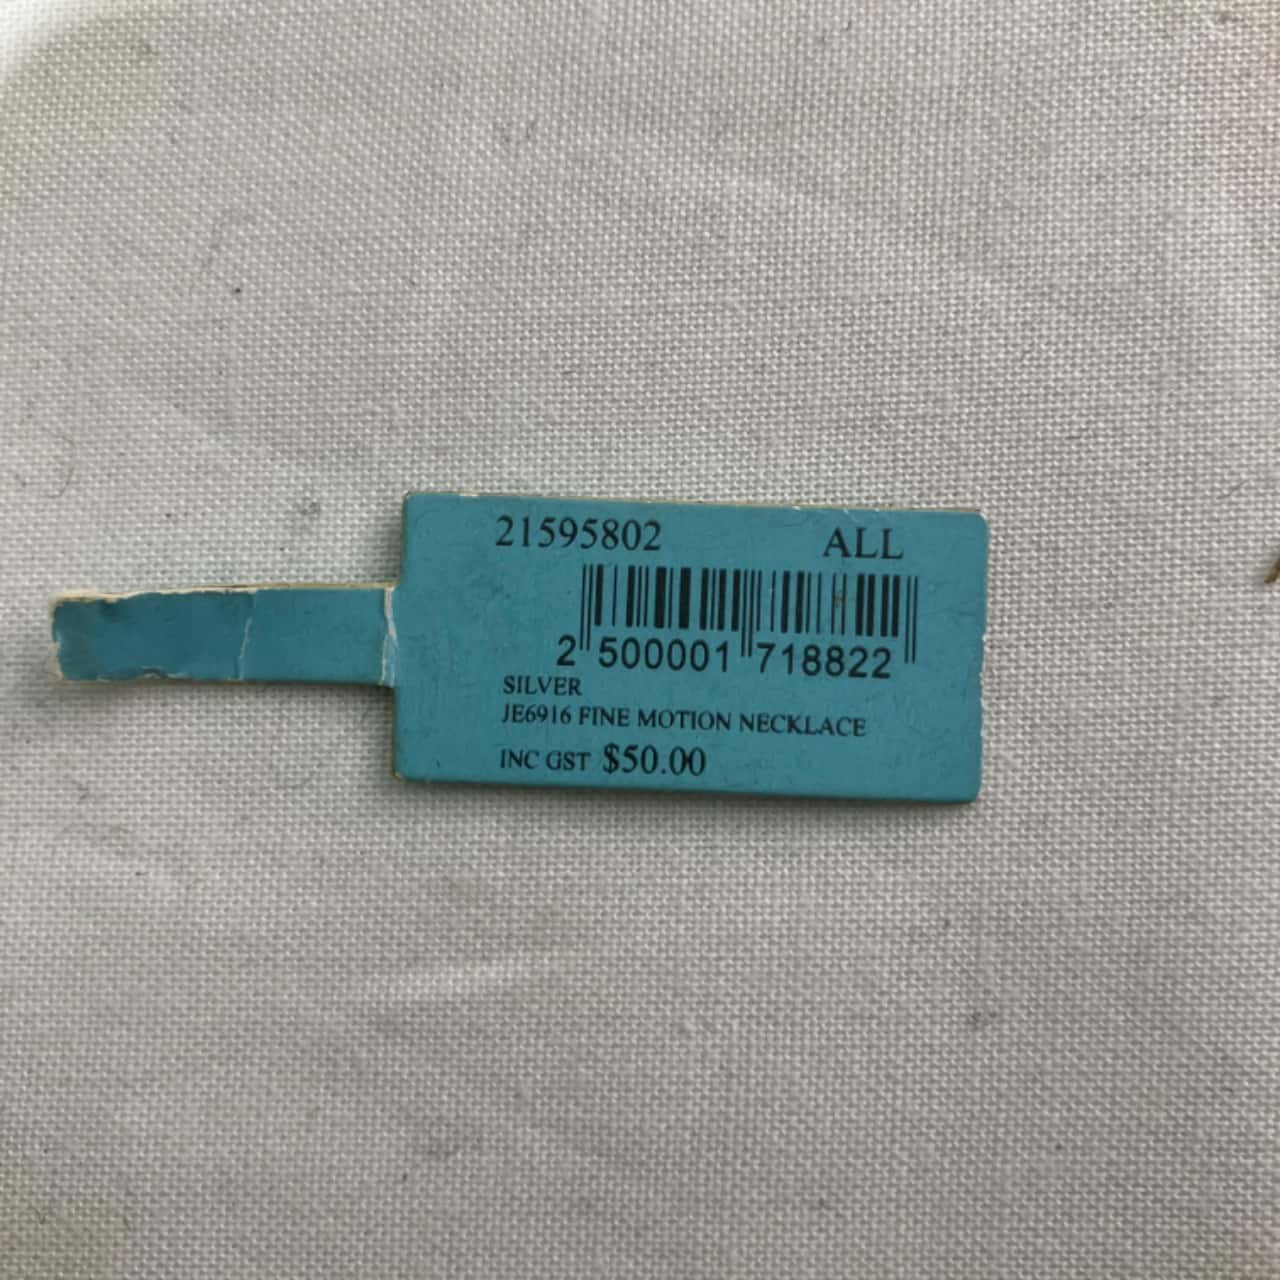 21595802 ALL
2 500001 718822
SILVER
JE6916 FINE MOTION NECKLACE
INC GST $50.00